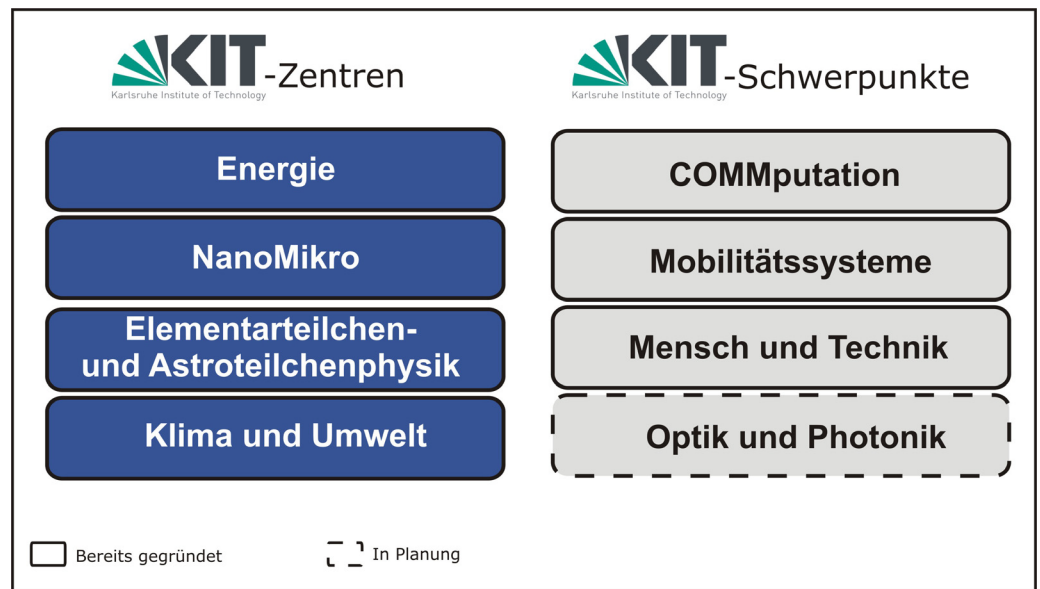 KIT-Zentren
Karlsruhe Institute of Technology
Energie
NanoMikro
Elementarteilchen-
und Astroteilchenphysik
Klima und Umwelt
KIT-Schwerpunkte
Karlsruhe Institute of Technology
COMMputation
Mobilitätssysteme
Mensch und Technik
Optik und Photonik
Bereits gegründet
In Planung